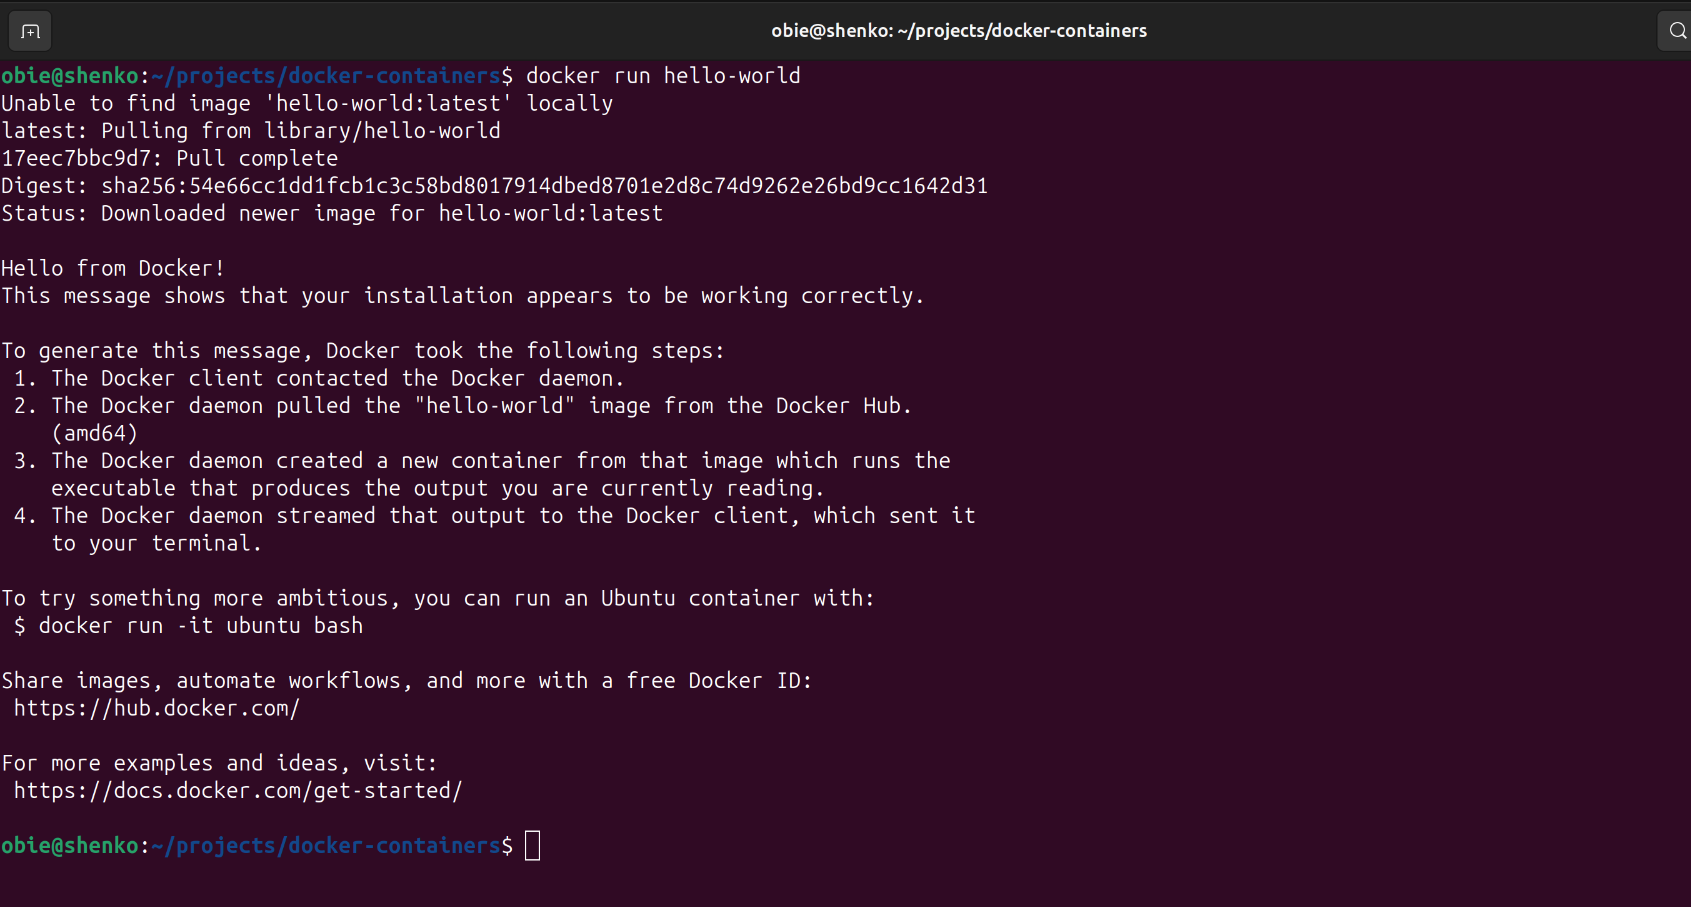 obie@shenko: ~/projects/docker-containers
obie@shenko:~/projects/docker-containers$ docker run hello-world
Unable to find image 'hello-world:latest' locally
latest: Pulling from library/hello-world
17eec7bbc9d7: Pull complete
Digest: sha256:54e66cc1dd1fcb1c3c58bd8017914dbed8701e2d8c74d9262e26bd9cc1642d31
Status: Downloaded newer image for hello-world:latest

Hello from Docker!
This message shows that your installation appears to be working correctly.

To generate this message, Docker took the following steps:
 1. The Docker client contacted the Docker daemon.
 2. The Docker daemon pulled the "hello-world" image from the Docker Hub.
    (amd64)
 3. The Docker daemon created a new container from that image which runs the
    executable that produces the output you are currently reading.
 4. The Docker daemon streamed that output to the Docker client, which sent it
    to your terminal.

To try something more ambitious, you can run an Ubuntu container with:
 $ docker run -it ubuntu bash

Share images, automate workflows, and more with a free Docker ID:
 https://hub.docker.com/

For more examples and ideas, visit:
 https://docs.docker.com/get-started/

obie@shenko:~/projects/docker-containers$